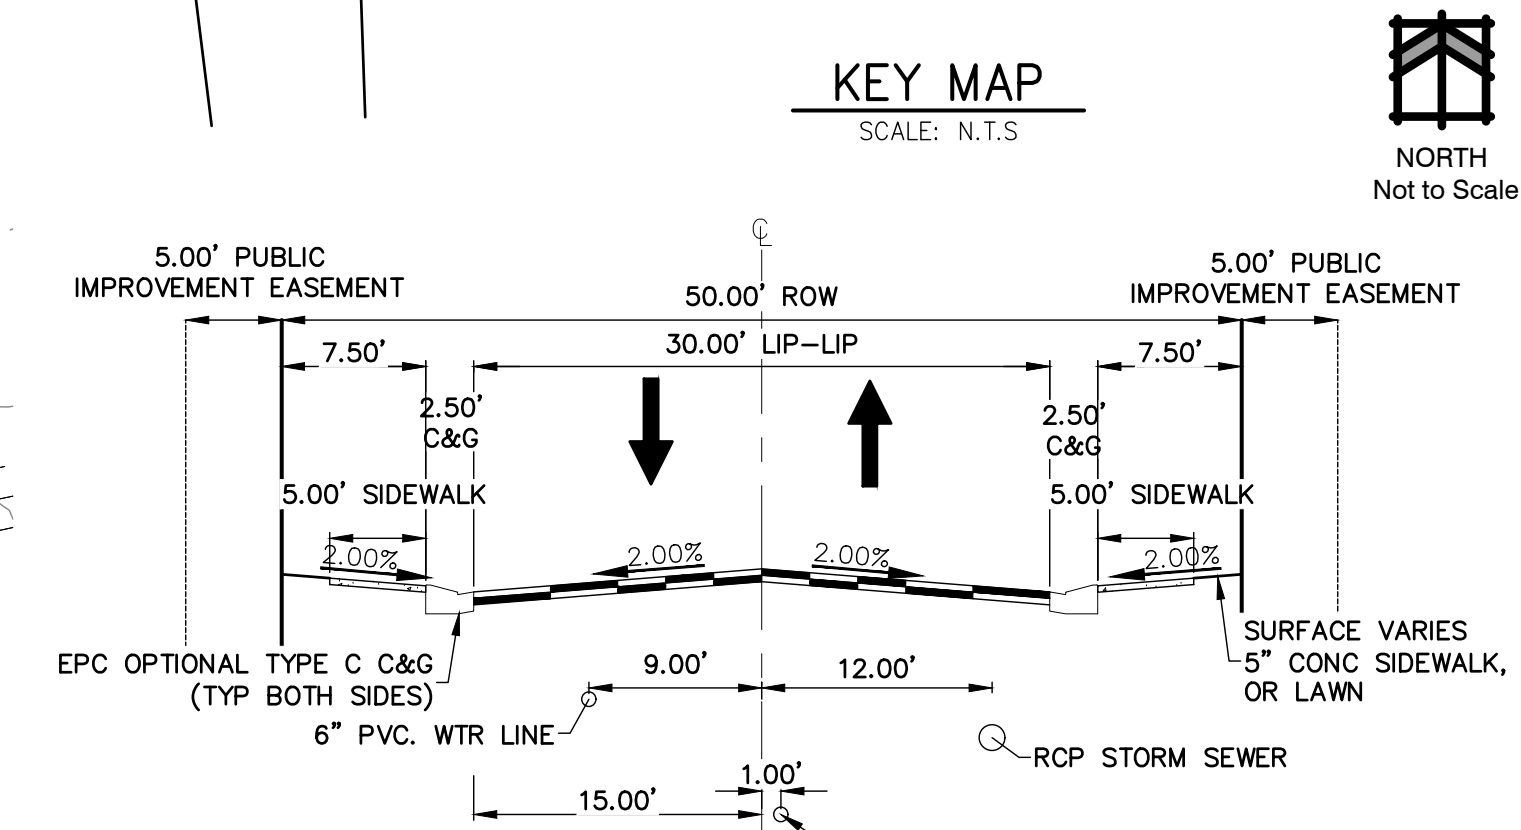 KEY MAP
SCALE: N.T.S
NORTH
Not to Scale
℄
5.00' PUBLIC
IMPROVEMENT EASEMENT
50.00' ROW
5.00' PUBLIC
IMPROVEMENT EASEMENT
7.50'
30.00' LIP-LIP
7.50'
2.50'
C&G
2.50'
C&G
5.00' SIDEWALK
5.00' SIDEWALK
2.00%
2.00%
2.00%
2.00%
EPC OPTIONAL TYPE C C&G
(TYP BOTH SIDES)
9.00'
12.00'
SURFACE VARIES
5" CONC SIDEWALK,
OR LAWN
6" PVC. WTR LINE
RCP STORM SEWER
1.00'
15.00'